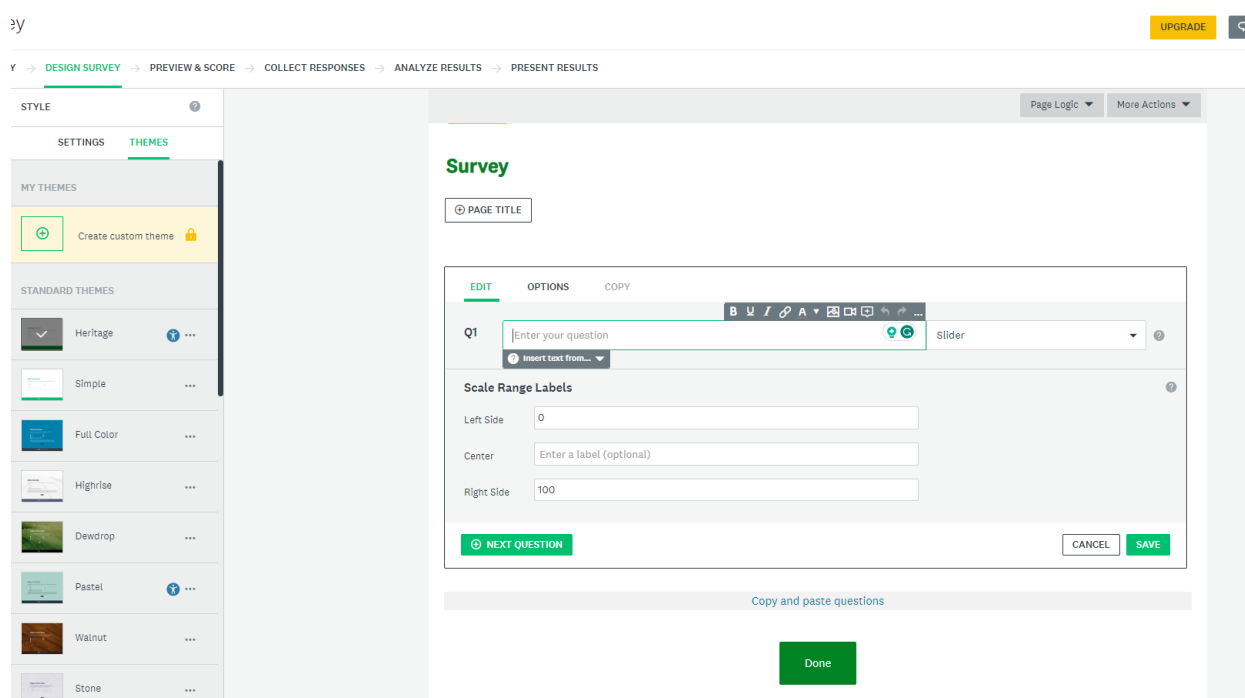 ey
UPGRADE
Y → DESIGN SURVEY → PREVIEW & SCORE → COLLECT RESPONSES → ANALYZE RESULTS → PRESENT RESULTS
STYLE
SETTINGS THEMES
MY THEMES
Create custom theme
STANDARD THEMES
Heritage
Simple
Full Color
Highrise
Dewdrop
Pastel
Walnut
Stone
Page Logic
More Actions
Survey
PAGE TITLE
EDIT OPTIONS COPY
B U I A ...
Q1 Enter your question Slider
Insert text from...
Scale Range Labels
Left Side 0
Center Enter a label (optional)
Right Side 100
NEXT QUESTION
CANCEL SAVE
Copy and paste questions
Done